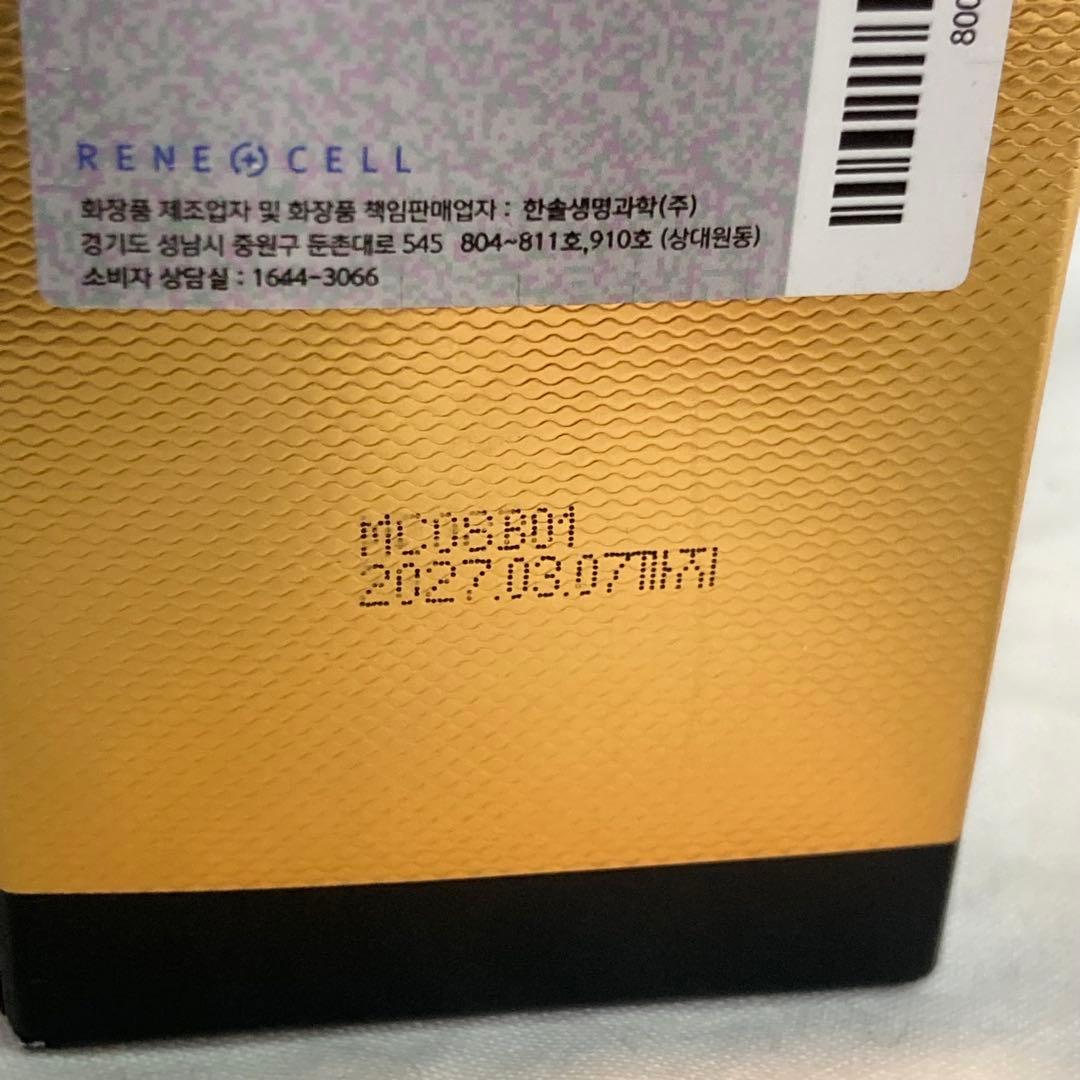 800
RENE CELL
화장품 제조업자 및 화장품 책임판매업자 : 한솔생명과학(주)
경기도 성남시 중원구 둔촌대로 545 804~811호,910호 (상대원동)
소비자 상담실 : 1644-3066
MC08B01
2027.03.07까지